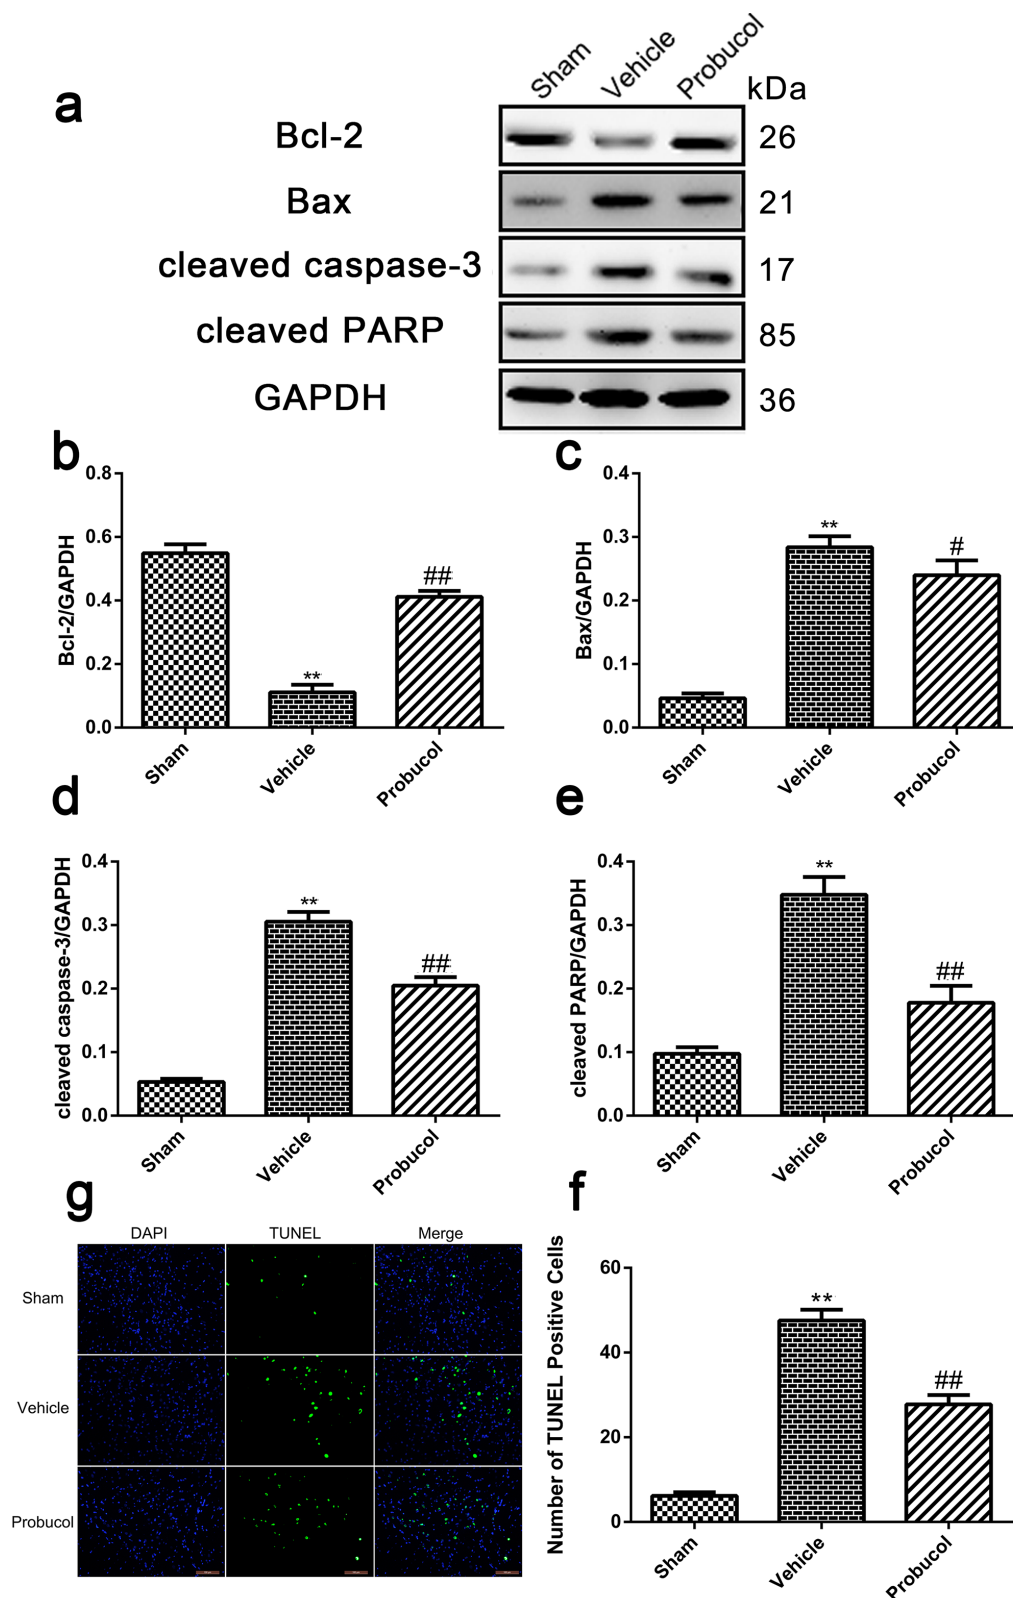 a
Sham Vehicle Probucol kDa
Bcl-2 26
Bax 21
cleaved caspase-3 17
cleaved PARP 85
GAPDH 36
b
Bcl-2/GAPDH
0.8
0.6
0.4
0.2
0.0
**
##
Sham Vehicle Probucol
c
Bax/GAPDH
0.4
0.3
0.2
0.1
0.0
**
#
Sham Vehicle Probucol
d
cleaved caspase-3/GAPDH
0.4
0.3
0.2
0.1
0.0
**
##
Sham Vehicle Probucol
e
cleaved PARP/GAPDH
0.4
0.3
0.2
0.1
0.0
**
##
Sham Vehicle Probucol
g
DAPI TUNEL Merge
Sham
Vehicle
Probucol
f
Number of TUNEL Positive Cells
60
40
20
0
**
##
Sham Vehicle Probucol